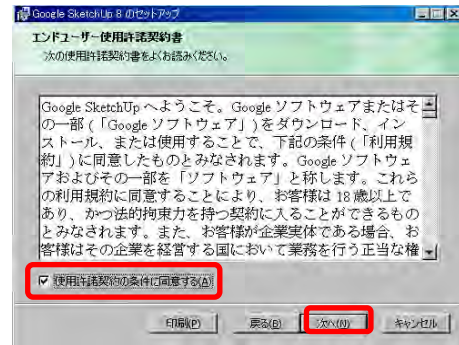 Google SketchUp 8 のセットアップ
エンドユーザー使用許諾契約書
次の使用許諾契約書をよくお読みください。
Google SketchUp へようこそ。Google ソフトウェアまたはそ
の一部 (「Google ソフトウェア」) をダウンロード、イン
ストール、または使用することで、下記の条件 (「利用規
約」) に同意したものとみなされます。Google ソフトウェ
アおよびその一部を「ソフトウェア」と称します。これら
の利用規約に同意することにより、お客様は 18 歳以上で
あり、かつ法的拘束力を持つ契約に入ることができるもの
とみなされます。また、お客様が企業実体である場合、お
客様はその企業を経営する国において業務を行う正当な権
使用許諾契約の条件に同意する(A)
印刷(P) 戻る(B) 次へ(N) キャンセル